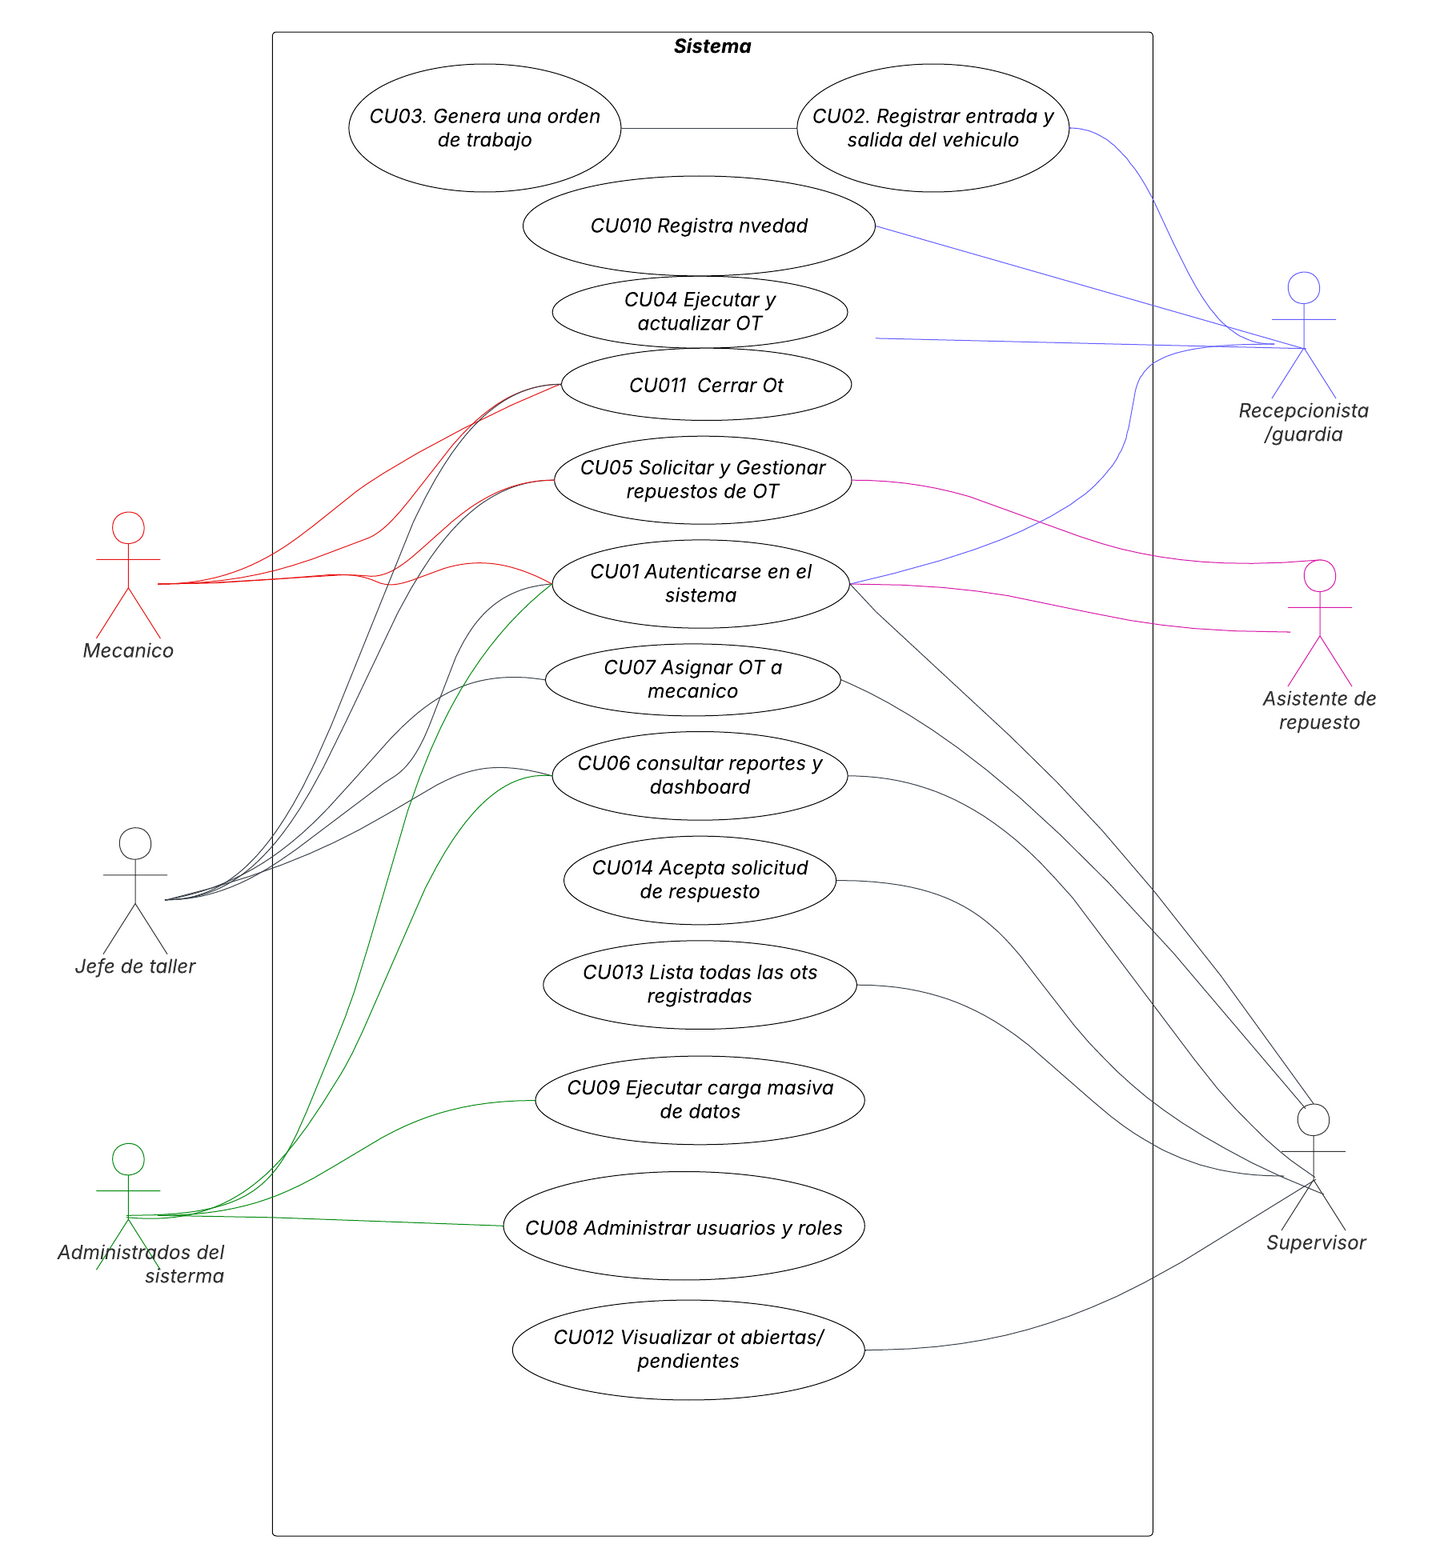 Sistema
CU03. Genera una orden
de trabajo
CU02. Registrar entrada y
salida del vehiculo
CU010 Registra nvedad
CU04 Ejecutar y
actualizar OT
CU011  Cerrar Ot
Recepcionista
/guardia
CU05 Solicitar y Gestionar
repuestos de OT
CU01 Autenticarse en el
sistema
Mecanico
CU07 Asignar OT a
mecanico
Asistente de
repuesto
CU06 consultar reportes y
dashboard
CU014 Acepta solicitud
de respuesto
Jefe de taller
CU013 Lista todas las ots
registradas
CU09 Ejecutar carga masiva
de datos
CU08 Administrar usuarios y roles
Administrados del
sisterma
Supervisor
CU012 Visualizar ot abiertas/
pendientes